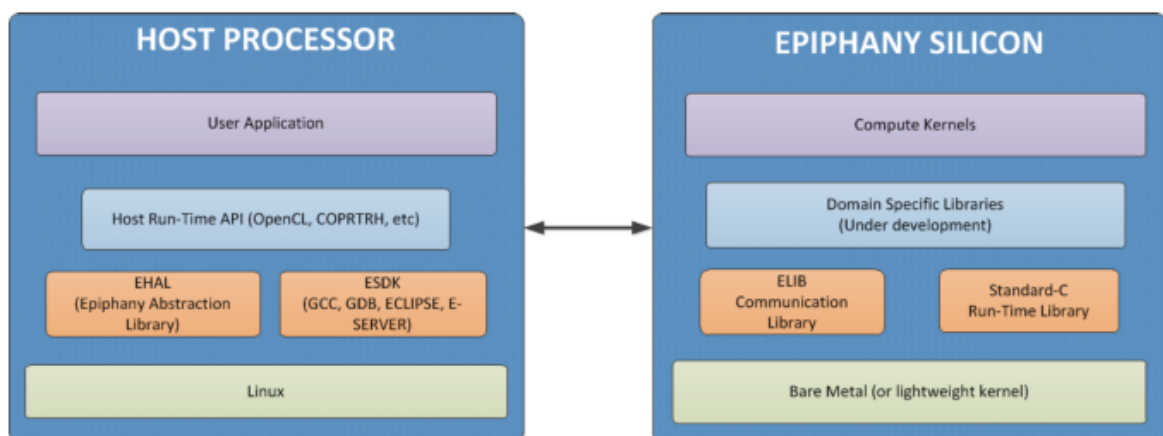 HOST PROCESSOR
User Application
Host Run-Time API (OpenCL, COPRTRH, etc)
EHAL
(Epiphany Abstraction
Library)
ESDK
(GCC, GDB, ECLIPSE, E-
SERVER)
Linux
EPIPHANY SILICON
Compute Kernels
Domain Specific Libraries
(Under development)
ELIB
Communication
Library
Standard-C
Run-Time Library
Bare Metal (or lightweight kernel)